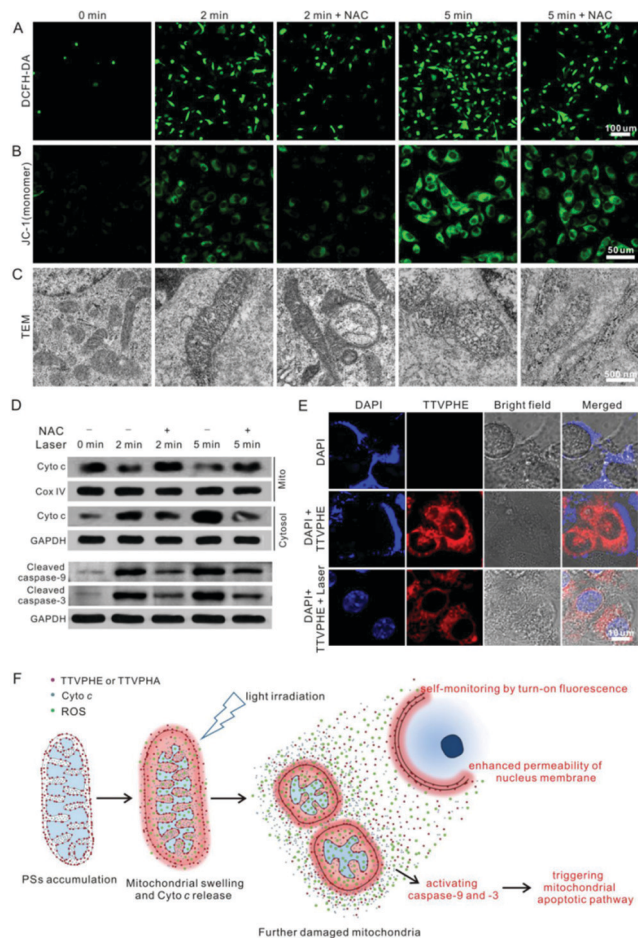 0 min 2 min 2 min + NAC 5 min 5 min + NAC
A
DCFH-DA
100 um
B
JC-1(monomer)
50 um
C
TEM
500 nm
D
NAC − − + − +
Laser 0 min 2 min 2 min 5 min 5 min
Cyto c
Cox IV
Mito
Cyto c
GAPDH
Cytosol
Cleaved
caspase-9
Cleaved
caspase-3
GAPDH
E
DAPI TTVPHE Bright field Merged
DAPI
DAPI +
TTVPHE
DAPI+
TTVPHE + Laser
10 um
F
TTVPHE or TTVPHA
Cyto c
ROS
light irradiation
self-monitoring by turn-on fluorescence
enhanced permeability of
nucleus membrane
PSs accumulation
Mitochondrial swelling
and Cyto c release
Further damaged mitochondria
activating
caspase-9 and -3
triggering
mitochondrial
apoptotic pathway